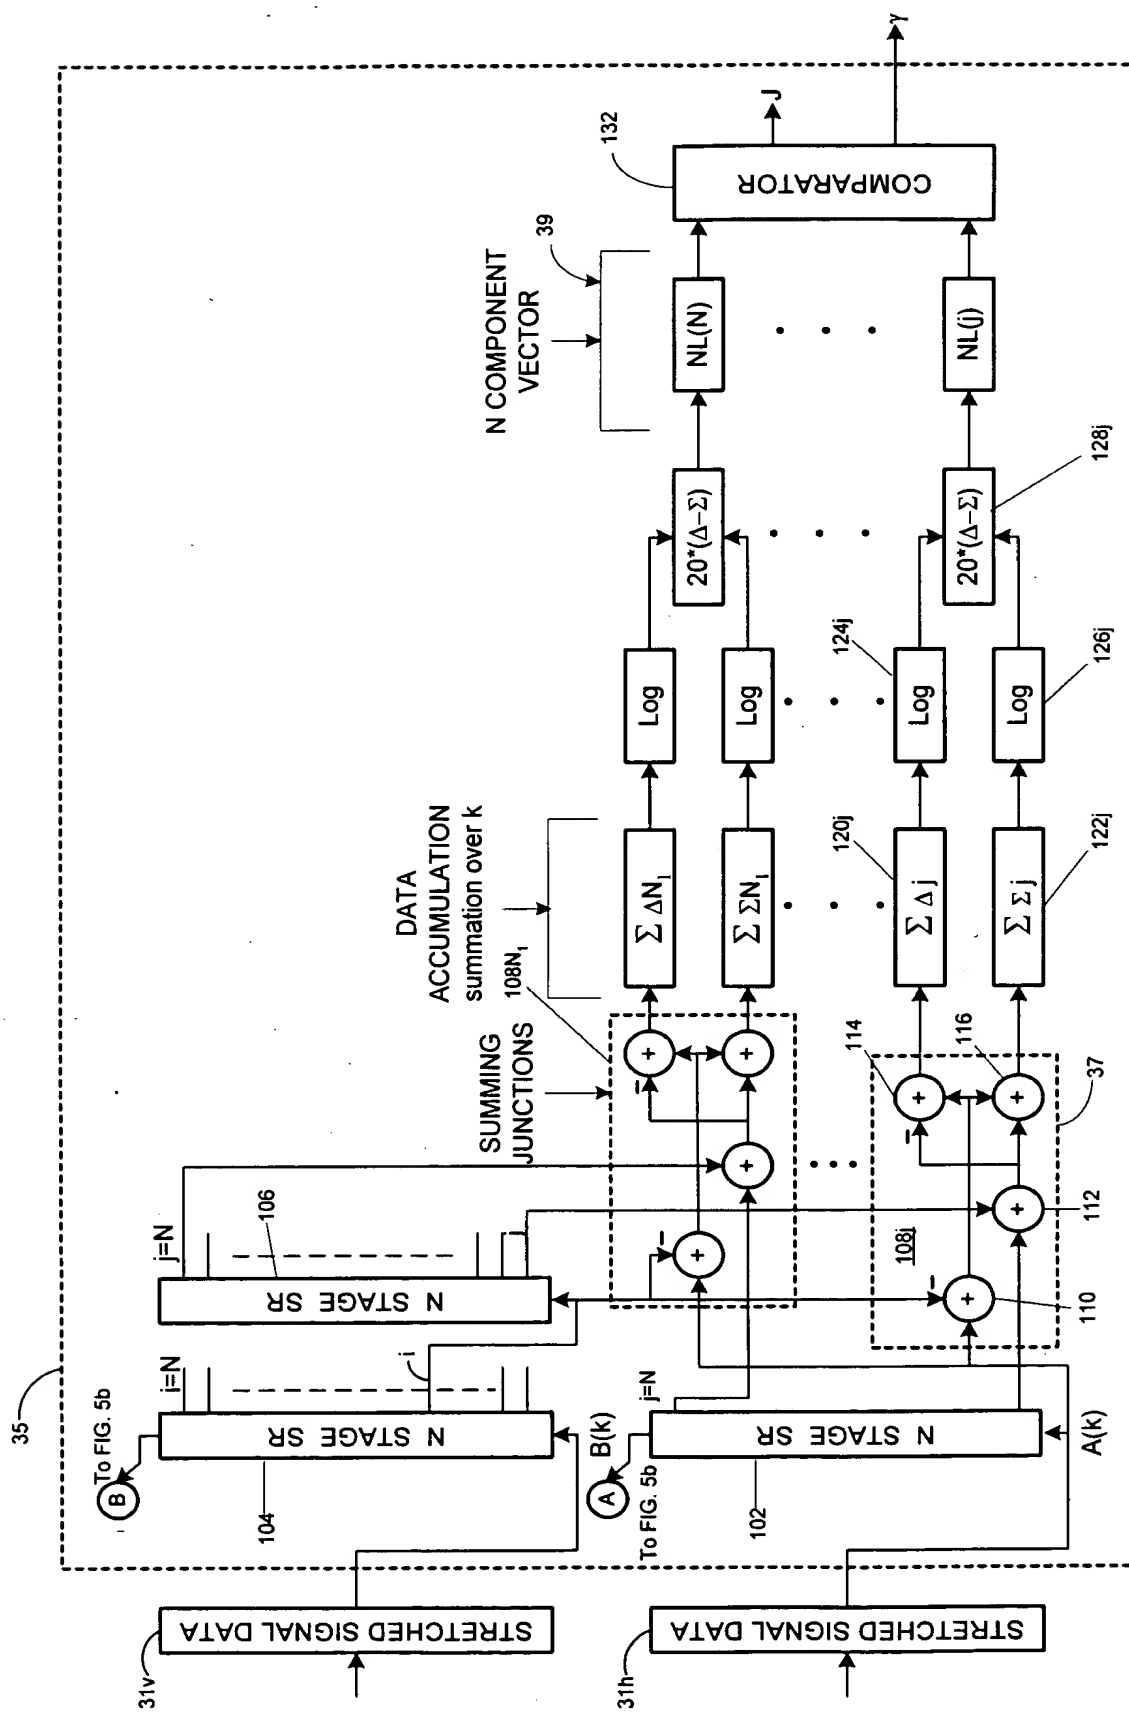 35
31v
STRETCHED SIGNAL DATA
31h
STRETCHED SIGNAL DATA
B
To FIG. 5b
104
N STAGE SR
i=N
i
106
N STAGE SR
j=N
A
To FIG. 5b
B(k)
102
N STAGE SR
j=N
A(k)
SUMMING
JUNCTIONS
108N₁
+
−
+
+
−
+
108j
+
−
110
+
112
+
−
114
+
116
37
DATA
ACCUMULATION
summation over k
∑ ΔN₁
∑ ΣN₁
∑ Δ j
120j
∑ Σ j
122j
Log
Log
Log
124j
Log
126j
20*(Δ−Σ)
20*(Δ−Σ)
128j
N COMPONENT
VECTOR
39
NL(N)
NL(j)
132
COMPARATOR
J
γ